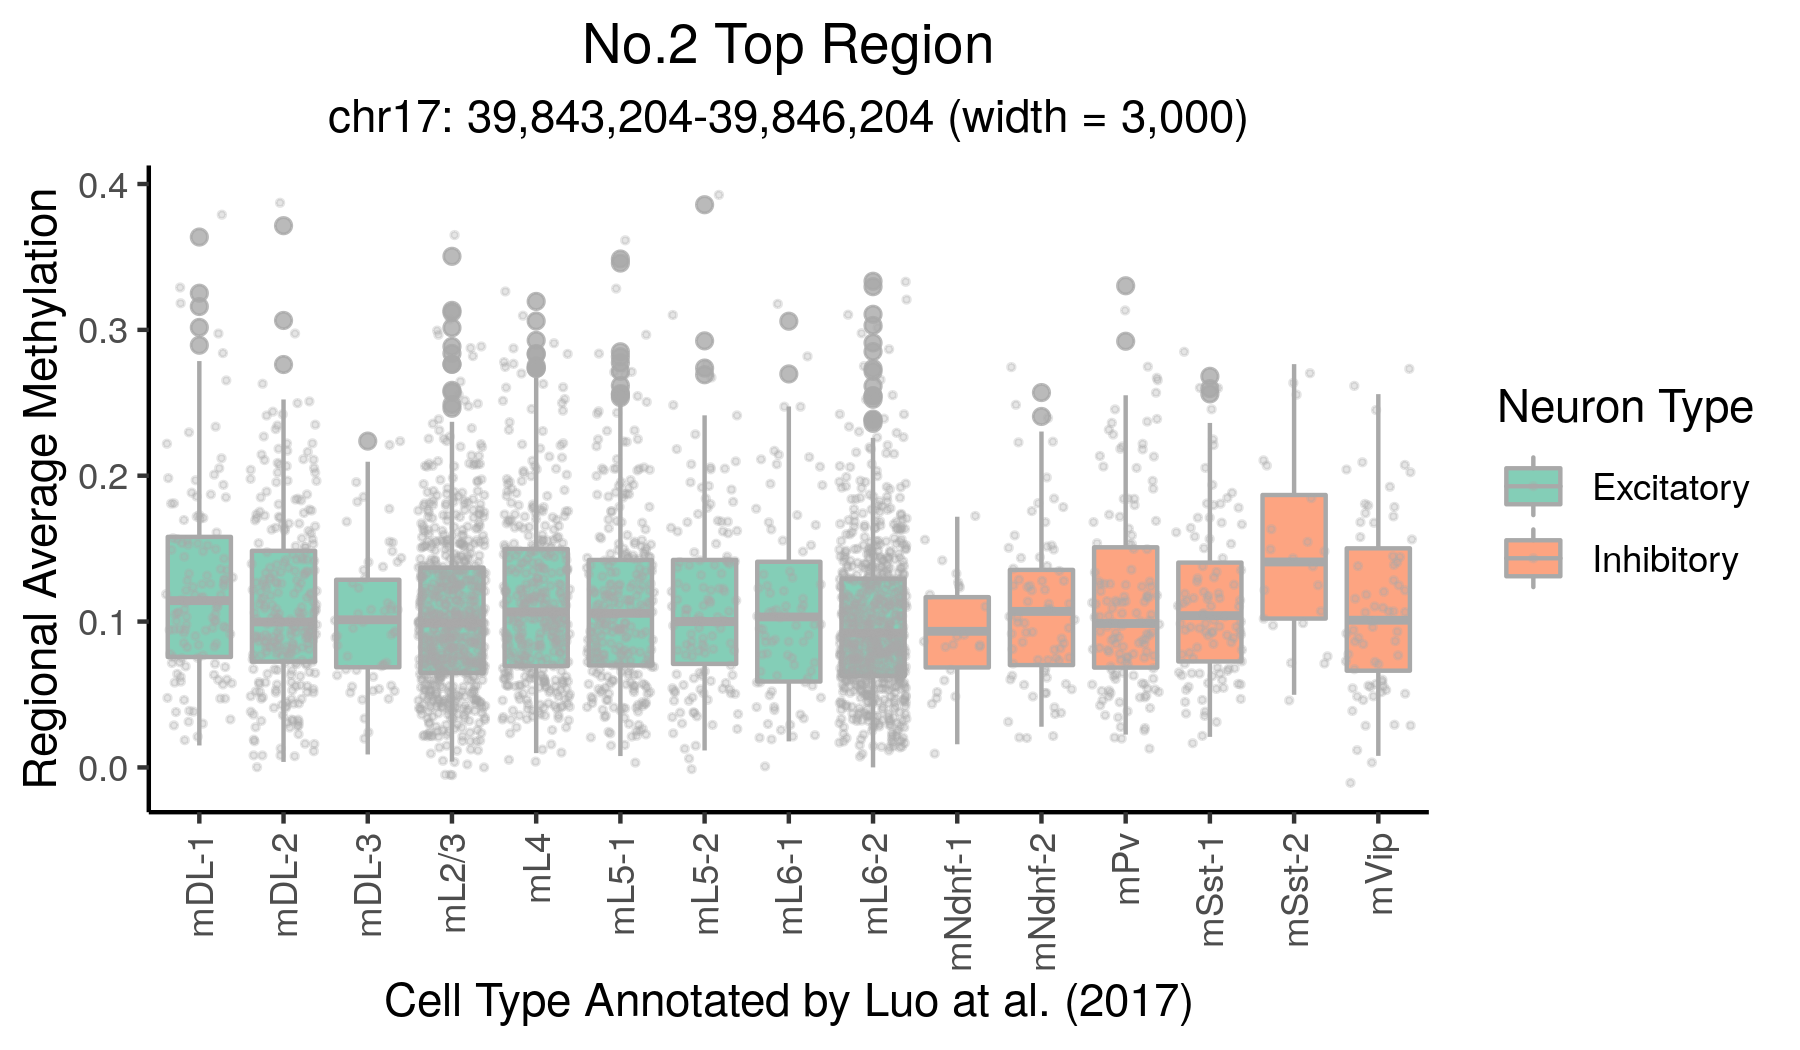 No.2 Top Region
chr17: 39,843,204-39,846,204 (width = 3,000)
Regional Average Methylation
0.4
0.3
0.2
0.1
0.0
mDL-1
mDL-2
mDL-3
mL2/3
mL4
mL5-1
mL5-2
mL6-1
mL6-2
mNdnf-1
mNdnf-2
mPv
mSst-1
mSst-2
mVip
Cell Type Annotated by Luo at al. (2017)
Neuron Type
Excitatory
Inhibitory